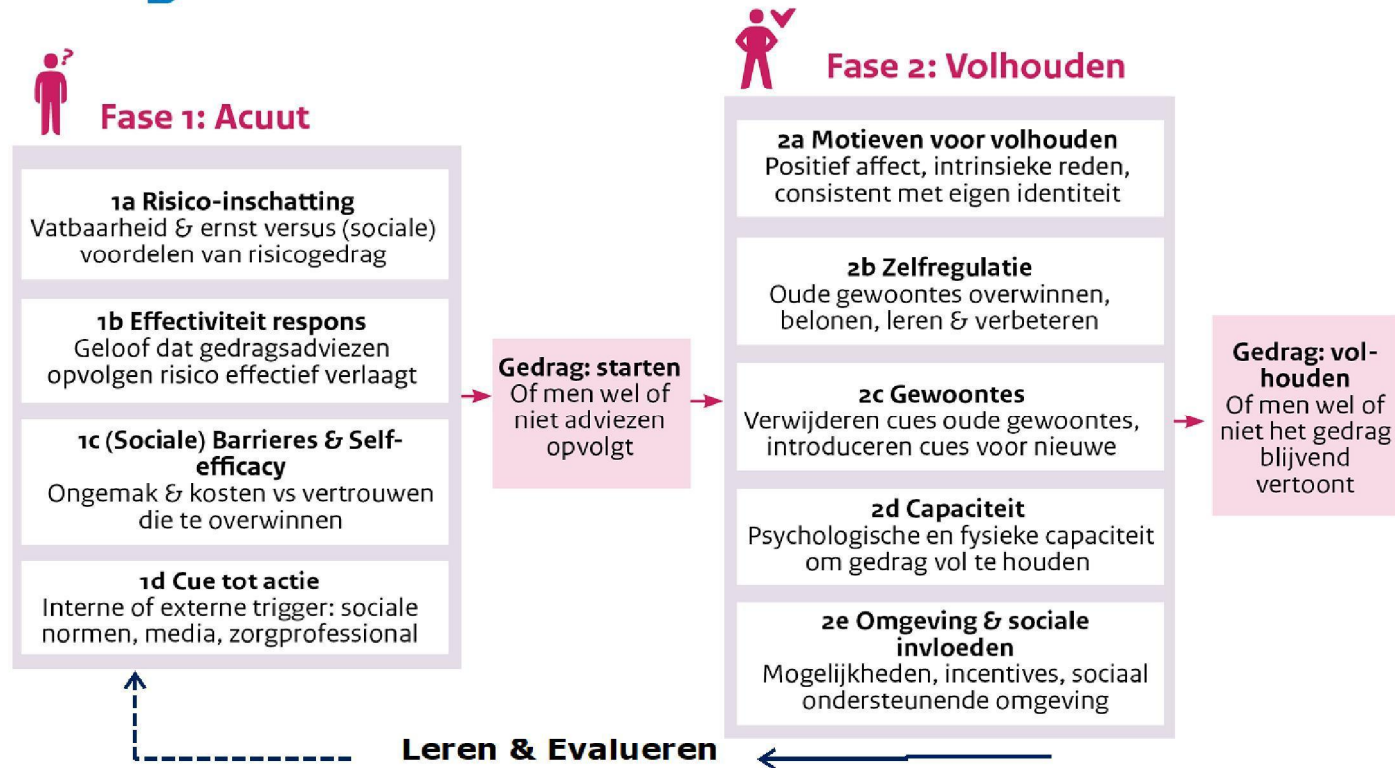 ?
Fase 1: Acuut
1a Risico-inschatting
Vatbaarheid & ernst versus (sociale)
voordelen van risicogedrag
1b Effectiviteit respons
Geloof dat gedragsadviezen
opvolgen risico effectief verlaagt
1c (Sociale) Barrieres & Self-
efficacy
Ongemak & kosten vs vertrouwen
die te overwinnen
1d Cue tot actie
Interne of externe trigger: sociale
normen, media, zorgprofessional
Gedrag: starten
Of men wel of
niet adviezen
opvolgt
Fase 2: Volhouden
2a Motieven voor volhouden
Positief affect, intrinsieke reden,
consistent met eigen identiteit
2b Zelfregulatie
Oude gewoontes overwinnen,
belonen, leren & verbeteren
2c Gewoontes
Verwijderen cues oude gewoontes,
introduceren cues voor nieuwe
2d Capaciteit
Psychologische en fysieke capaciteit
om gedrag vol te houden
2e Omgeving & sociale
invloeden
Mogelijkheden, incentives, sociaal
ondersteunende omgeving
Gedrag: vol-
houden
Of men wel of
niet het gedrag
blijvend
vertoont
Leren & Evalueren